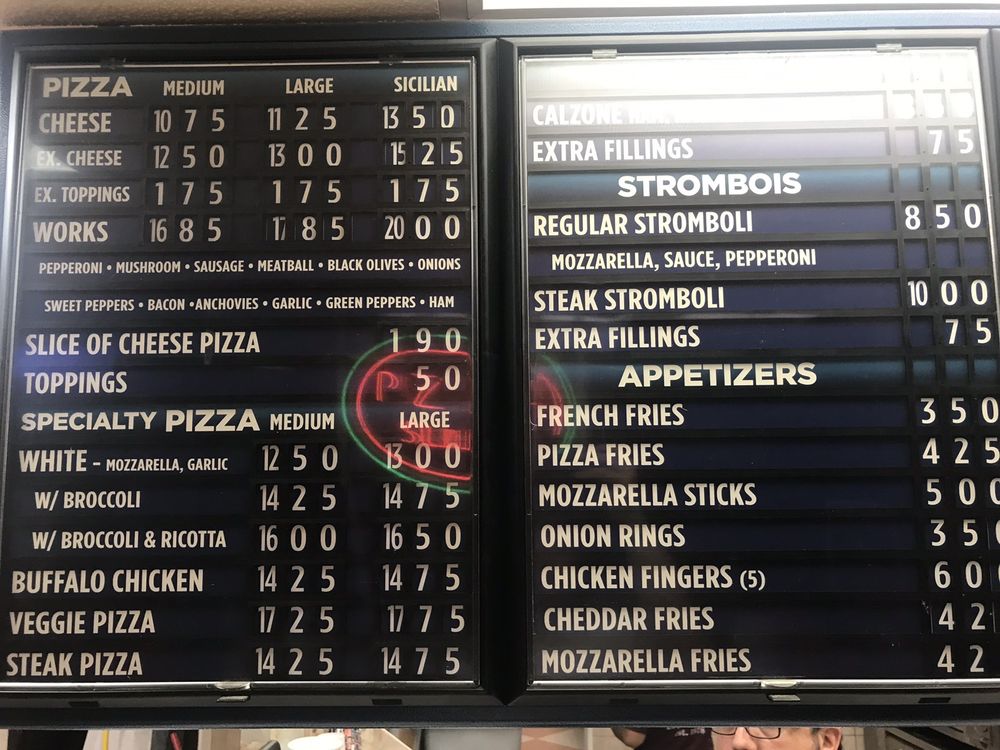 PIZZA MEDIUM LARGE SICILIAN
CHEESE 10 7 5 11 2 5 13 5 0
EX. CHEESE 12 5 0 13 0 0 15 2 5
EX. TOPPINGS 1 7 5 1 7 5 1 7 5
WORKS 16 8 5 17 8 5 20 0 0
PEPPERONI • MUSHROOM • SAUSAGE • MEATBALL • BLACK OLIVES • ONIONS
SWEET PEPPERS • BACON •ANCHOVIES • GARLIC • GREEN PEPPERS • HAM
SLICE OF CHEESE PIZZA 1 9 0
TOPPINGS 5 0
SPECIALTY PIZZA MEDIUM LARGE
WHITE - MOZZARELLA, GARLIC 12 5 0 13 0 0
W/ BROCCOLI 14 2 5 14 7 5
W/ BROCCOLI & RICOTTA 16 0 0 16 5 0
BUFFALO CHICKEN 14 2 5 14 7 5
VEGGIE PIZZA 17 2 5 17 7 5
STEAK PIZZA 14 2 5 14 7 5
CALZONE
EXTRA FILLINGS 7 5
STROMBOIS
REGULAR STROMBOLI 8 5 0
MOZZARELLA, SAUCE, PEPPERONI
STEAK STROMBOLI 10 0 0
EXTRA FILLINGS 7 5
APPETIZERS
FRENCH FRIES 3 5 0
PIZZA FRIES 4 2 5
MOZZARELLA STICKS 5 0 0
ONION RINGS 3 5
CHICKEN FINGERS (5) 6 0
CHEDDAR FRIES 4 2
MOZZARELLA FRIES 4 2